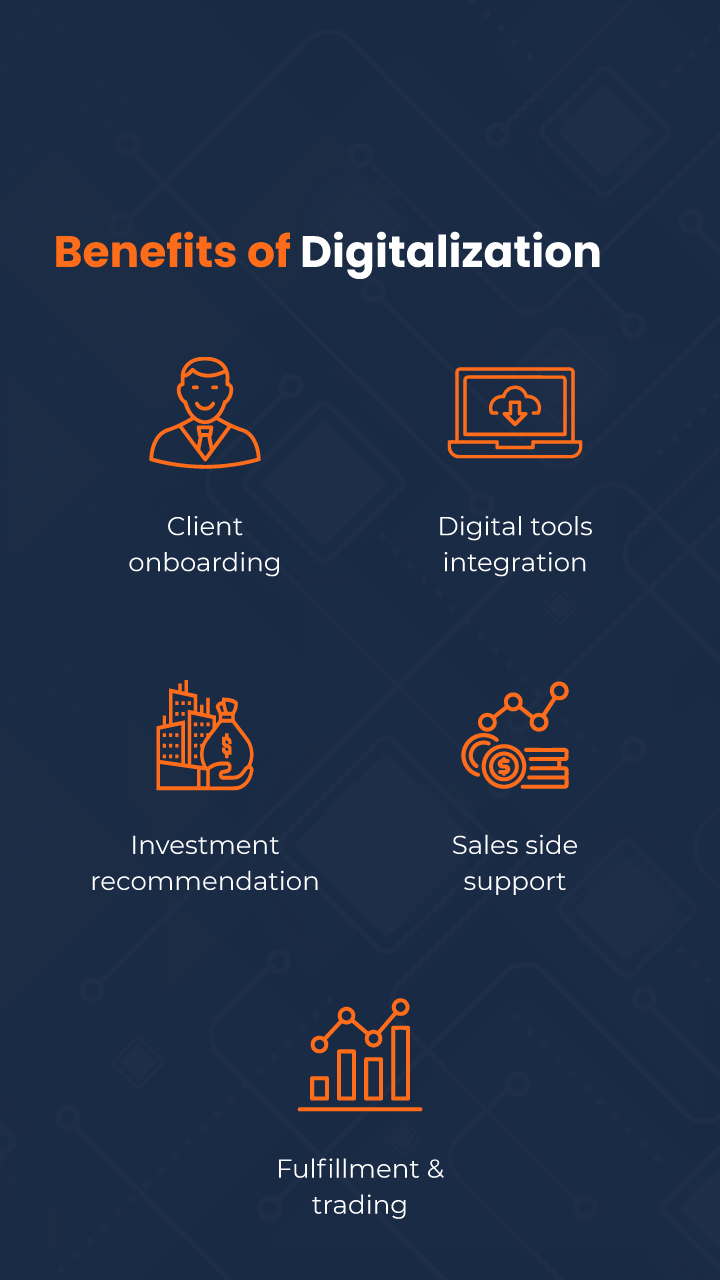 Benefits of Digitalization
Client
onboarding
Digital tools
integration
Investment
recommendation
Sales side
support
Fulfillment &
trading